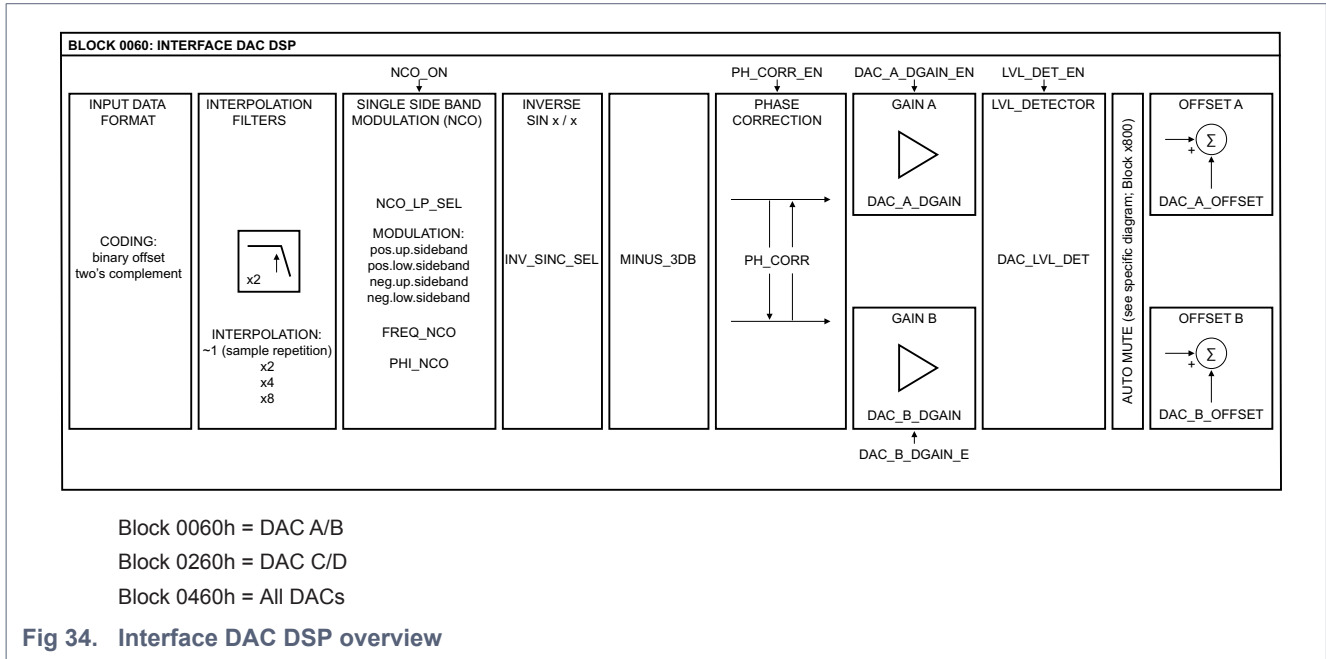 BLOCK 0060: INTERFACE DAC DSP
NCO_ON
PH_CORR_EN
DAC_A_DGAIN_EN
LVL_DET_EN
INPUT DATA
FORMAT
CODING:
binary offset
two's complement
INTERPOLATION
FILTERS
x2
INTERPOLATION:
~1 (sample repetition)
x2
x4
x8
SINGLE SIDE BAND
MODULATION (NCO)
NCO_LP_SEL
MODULATION:
pos.up.sideband
pos.low.sideband
neg.up.sideband
neg.low.sideband
FREQ_NCO
PHI_NCO
INVERSE
SIN x / x
INV_SINC_SEL
MINUS_3DB
PHASE
CORRECTION
PH_CORR
GAIN A
DAC_A_DGAIN
GAIN B
DAC_B_DGAIN
DAC_B_DGAIN_E
LVL_DETECTOR
DAC_LVL_DET
AUTO MUTE (see specific diagram; Block x800)
OFFSET A
Σ
+
DAC_A_OFFSET
OFFSET B
Σ
+
DAC_B_OFFSET
Block 0060h = DAC A/B
Block 0260h = DAC C/D
Block 0460h = All DACs
Fig 34. Interface DAC DSP overview